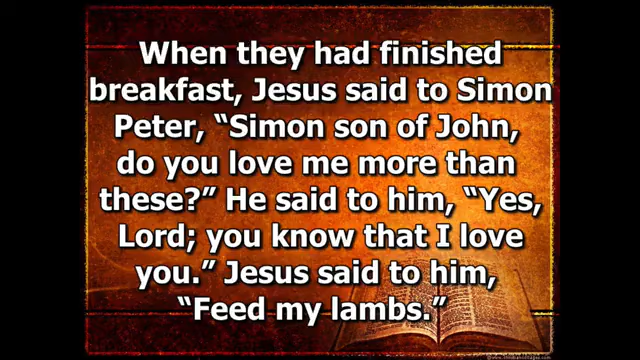 When they had finished
breakfast, Jesus said to Simon
Peter, “Simon son of John,
do you love me more than
these?” He said to him, “Yes,
Lord; you know that I love
you.” Jesus said to him,
“Feed my lambs.”